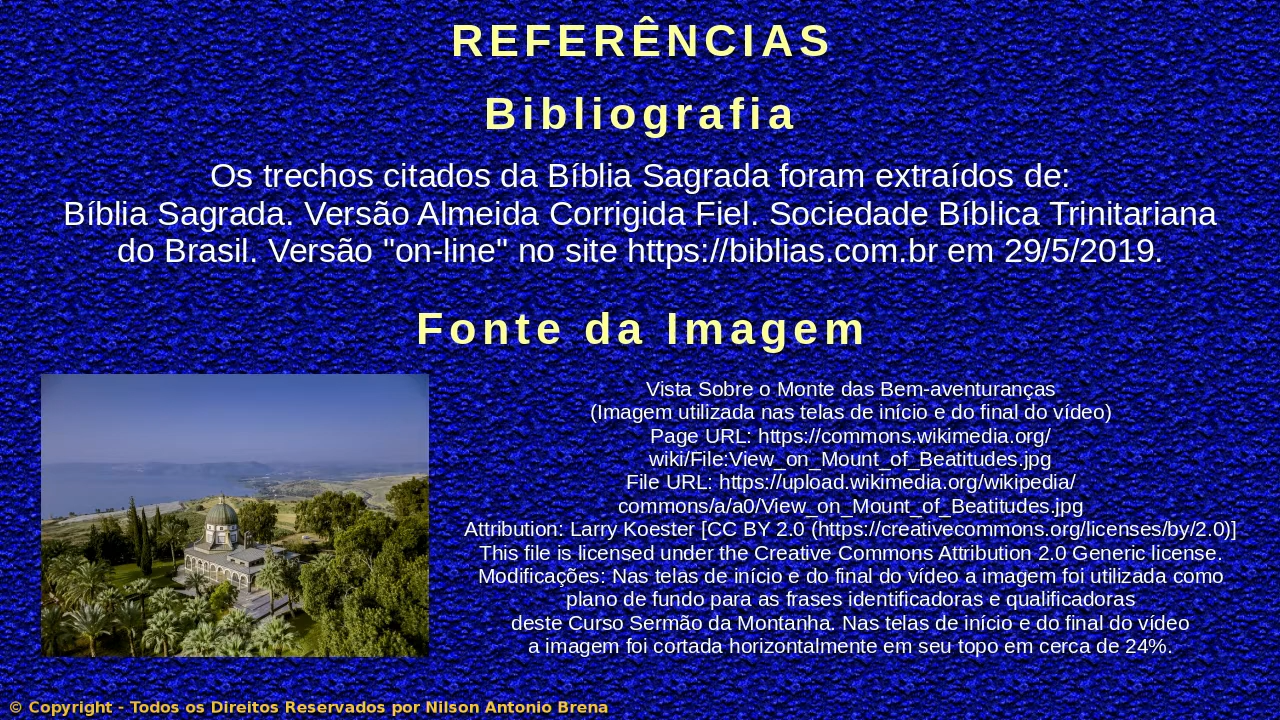 REFERÊNCIAS
Bibliografia
Os trechos citados da Bíblia Sagrada foram extraídos de:
Bíblia Sagrada. Versão Almeida Corrigida Fiel. Sociedade Bíblica Trinitariana
do Brasil. Versão "on-line" no site https://biblias.com.br em 29/5/2019.
Fonte da Imagem
Vista Sobre o Monte das Bem-aventuranças
(Imagem utilizada nas telas de início e do final do vídeo)
Page URL: https://commons.wikimedia.org/
wiki/File:View_on_Mount_of_Beatitudes.jpg
File URL: https://upload.wikimedia.org/wikipedia/
commons/a/a0/View_on_Mount_of_Beatitudes.jpg
Attribution: Larry Koester [CC BY 2.0 (https://creativecommons.org/licenses/by/2.0)]
This file is licensed under the Creative Commons Attribution 2.0 Generic license.
Modificações: Nas telas de início e do final do vídeo a imagem foi utilizada como
plano de fundo para as frases identificadoras e qualificadoras
deste Curso Sermão da Montanha. Nas telas de início e do final do vídeo
a imagem foi cortada horizontalmente em seu topo em cerca de 24%.
© Copyright - Todos os Direitos Reservados por Nilson Antonio Brena